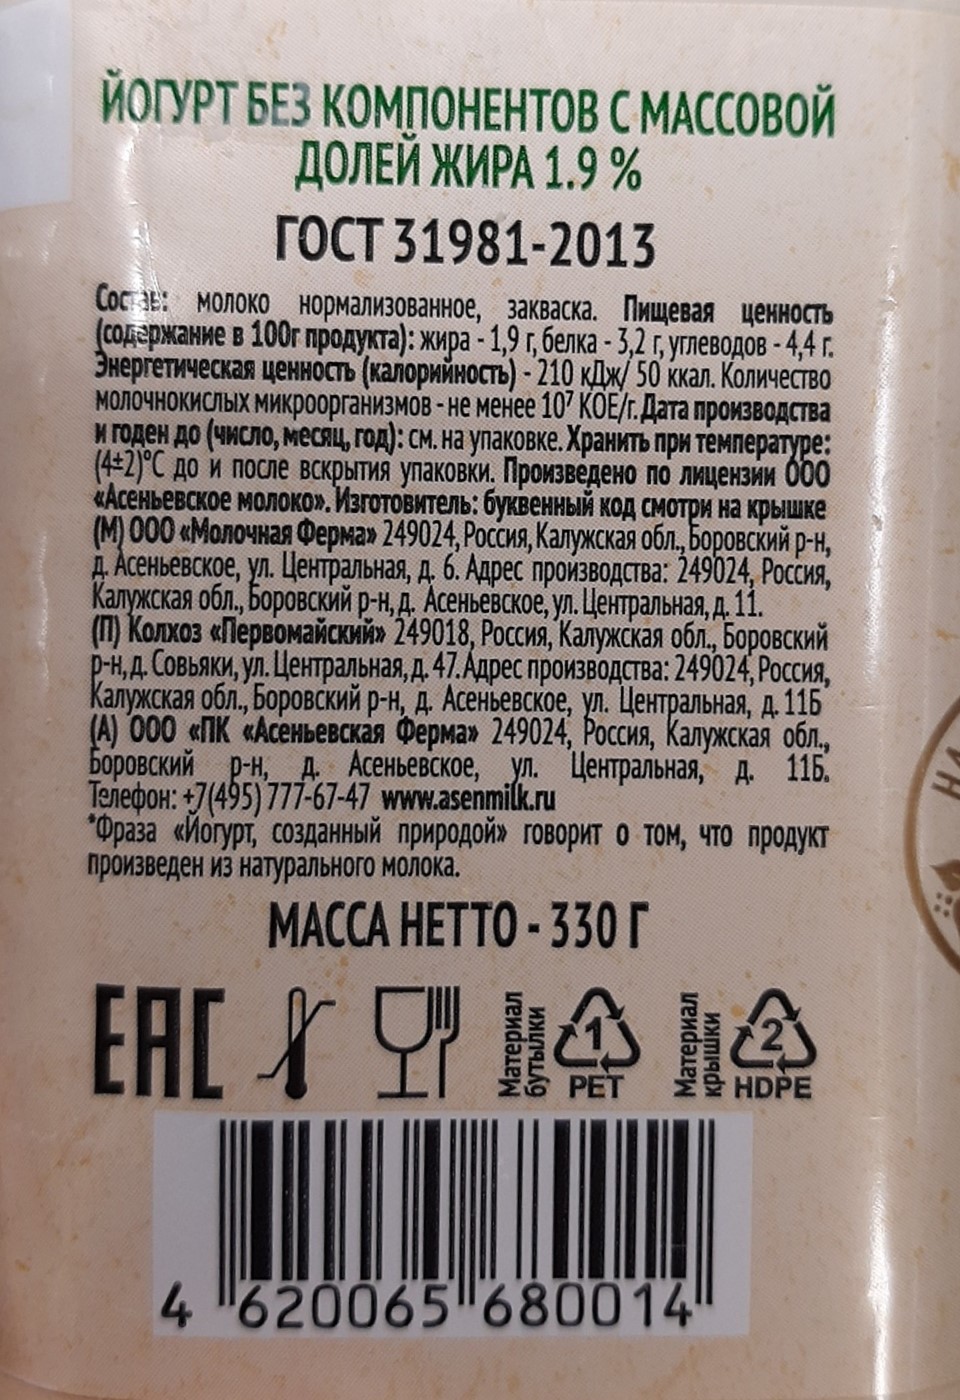 ЙОГУРТ БЕЗ КОМПОНЕНТОВ С МАССОВОЙ
ДОЛЕЙ ЖИРА 1.9 %
ГОСТ 31981-2013
Состав: молоко нормализованное, закваска. Пищевая ценность
(содержание в 100г продукта): жира - 1,9 г, белка - 3,2 г, углеводов - 4,4 г.
Энергетическая ценность (калорийность) - 210 кДж/ 50 ккал. Количество
молочнокислых микроорганизмов - не менее 10⁷ КОЕ/г. Дата производства
и годен до (число, месяц, год): см. на упаковке. Хранить при температуре:
(4±2)°С до и после вскрытия упаковки. Произведено по лицензии ООО
«Асеньевское молоко». Изготовитель: буквенный код смотри на крышке
(М) ООО «Молочная Ферма» 249024, Россия, Калужская обл., Боровский р-н,
д. Асеньевское, ул. Центральная, д. 6. Адрес производства: 249024, Россия,
Калужская обл., Боровский р-н, д. Асеньевское, ул. Центральная, д. 11.
(П) Колхоз «Первомайский» 249018, Россия, Калужская обл., Боровский
р-н, д. Совьяки, ул. Центральная, д. 47. Адрес производства: 249024, Россия,
Калужская обл., Боровский р-н, д. Асеньевское, ул. Центральная, д. 11Б
(А) ООО «ПК «Асеньевская Ферма» 249024, Россия, Калужская обл.,
Боровский р-н, д. Асеньевское, ул. Центральная, д. 11Б.
Телефон: +7(495) 777-67-47 www.asenmilk.ru
*Фраза «Йогурт, созданный природой» говорит о том, что продукт
произведен из натурального молока.
МАССА НЕТТО - 330 Г
EAC
Материал
бутылки
1
PET
Материал
крышки
2
HDPE
4 620065 680014